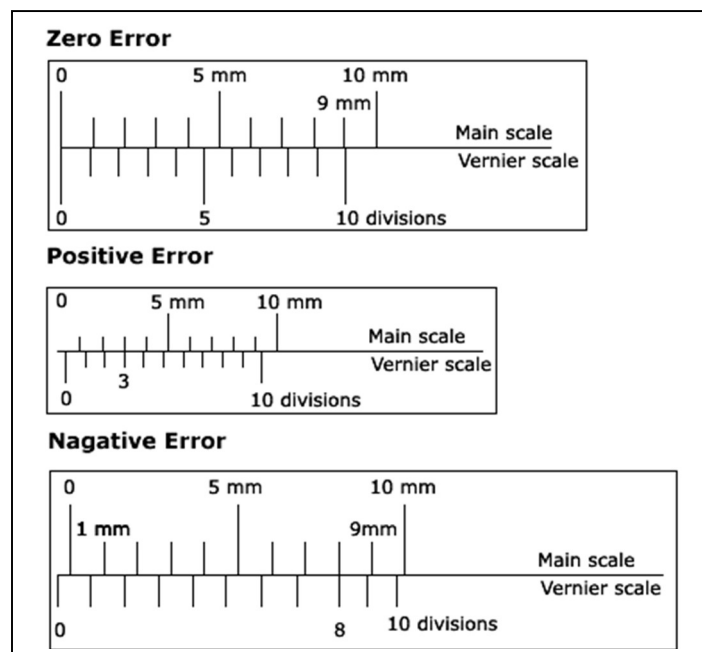 Zero Error
0 5 mm 10 mm
9 mm
Main scale
Vernier scale
0 5 10 divisions
Positive Error
0 5 mm 10 mm
Main scale
Vernier scale
3
0 10 divisions
Nagative Error
0 5 mm 10 mm
1 mm 9mm
Main scale
Vernier scale
0 8 10 divisions